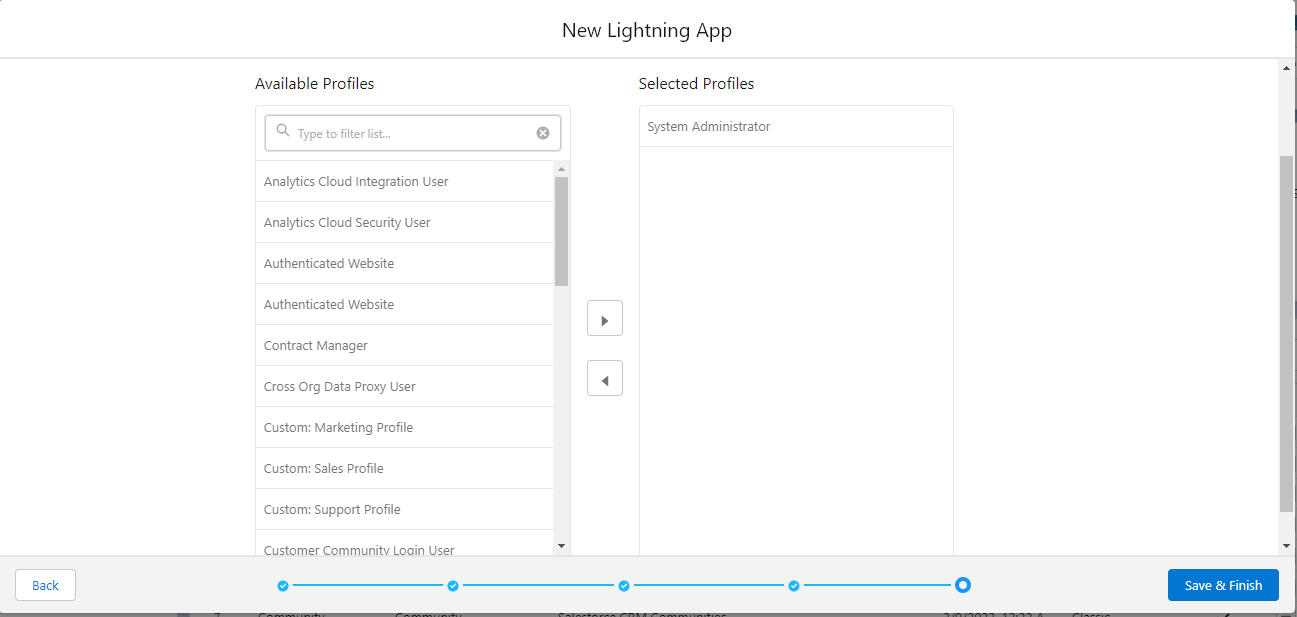 New Lightning App
Available Profiles
Selected Profiles
Type to filter list...
System Administrator
Analytics Cloud Integration User
Analytics Cloud Security User
Authenticated Website
Authenticated Website
Contract Manager
Cross Org Data Proxy User
Custom: Marketing Profile
Custom: Sales Profile
Custom: Support Profile
Customer Community Login User
Back
Save & Finish